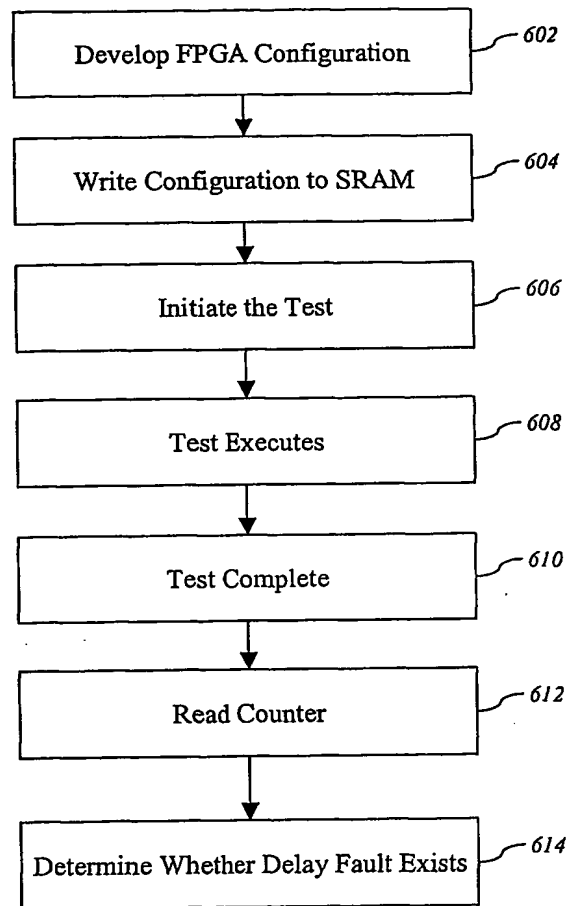 Develop FPGA Configuration
602
Write Configuration to SRAM
604
Initiate the Test
606
Test Executes
608
Test Complete
610
Read Counter
612
Determine Whether Delay Fault Exists
614